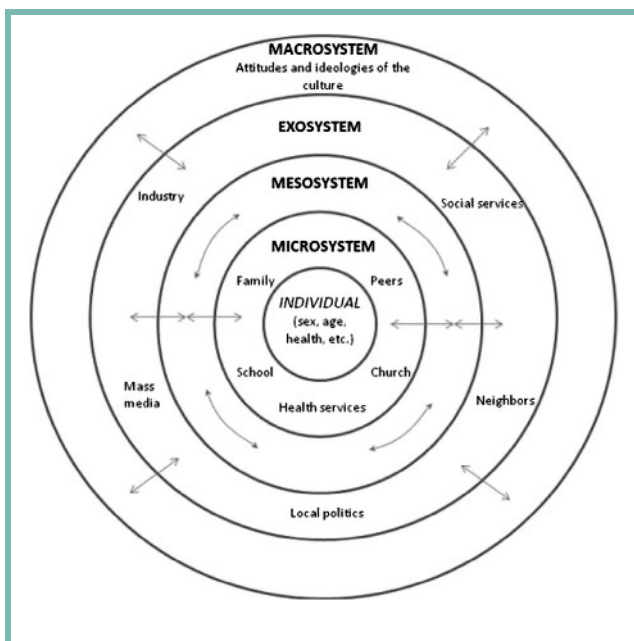 MACROSYSTEM
Attitudes and ideologies of the
culture
EXOSYSTEM
Industry
Social services
MESOSYSTEM
MICROSYSTEM
Family
Peers
INDIVIDUAL
(sex, age,
health, etc.)
School
Church
Health services
Mass
media
Neighbors
Local politics